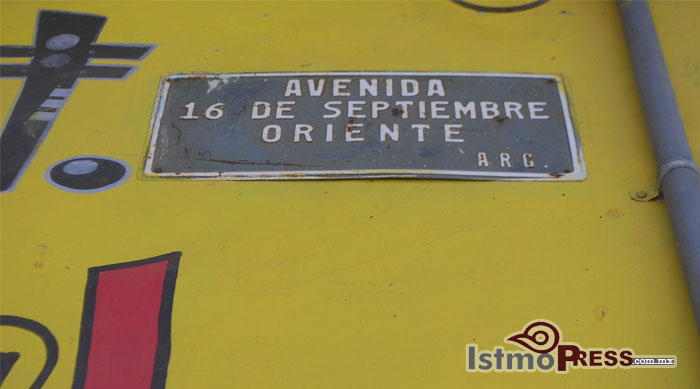 AVENIDA
16 DE SEPTIEMBRE
ORIENTE
A R G
IstmoPRESS.com.mx